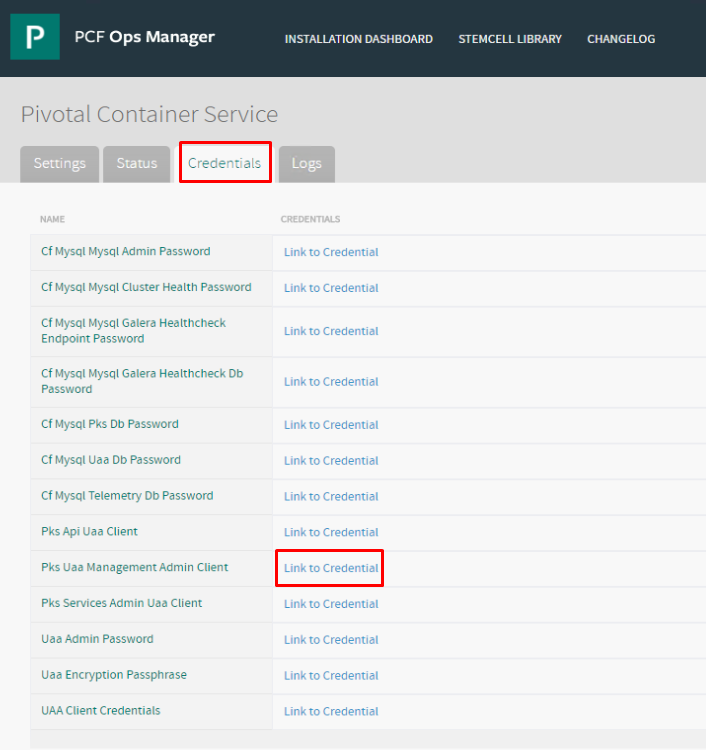 P PCF Ops Manager INSTALLATION DASHBOARD STEMCELL LIBRARY CHANGELOG
Pivotal Container Service
Settings Status Credentials Logs
NAME CREDENTIALS
Cf Mysql Mysql Admin Password Link to Credential
Cf Mysql Mysql Cluster Health Password Link to Credential
Cf Mysql Mysql Galera Healthcheck
Endpoint Password Link to Credential
Cf Mysql Mysql Galera Healthcheck Db
Password Link to Credential
Cf Mysql Pks Db Password Link to Credential
Cf Mysql Uaa Db Password Link to Credential
Cf Mysql Telemetry Db Password Link to Credential
Pks Api Uaa Client Link to Credential
Pks Uaa Management Admin Client Link to Credential
Pks Services Admin Uaa Client Link to Credential
Uaa Admin Password Link to Credential
Uaa Encryption Passphrase Link to Credential
UAA Client Credentials Link to Credential